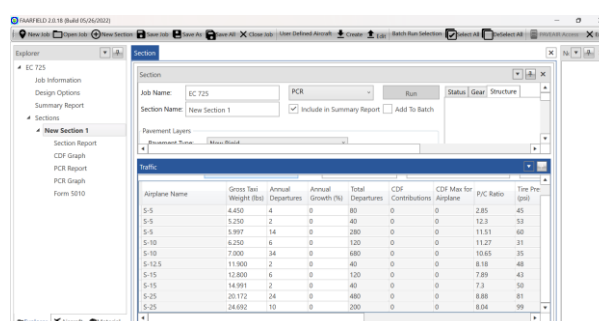 FAARFIELD 2.0.18 (Build 05/26/2022)
New Job Open Job New Section Save Job Save As Save All Close Job User Defined Aircraft Create Edit Batch Run Selection Select All DeSelect All
Explorer
EC 725
Job Information
Design Options
Summary Report
Sections
New Section 1
Section Report
CDF Graph
PCR Report
PCR Graph
Form 5010
Section
Section
Job Name: EC 725 PCR Run Status Gear Structure
Section Name: New Section 1 Include in Summary Report Add To Batch
Pavement Layers
Traffic
Airplane Name Gross Taxi Weight (lbs) Annual Departures Annual Growth (%) Total Departures CDF Contributions CDF Max for Airplane P/C Ratio Tire Pre (psi)
S-5 4.450 4 0 80 0 0 2.85 45
S-5 5.250 2 0 40 0 0 12.3 53
S-5 5.997 14 0 280 0 0 11.51 60
S-10 6.250 6 0 120 0 0 11.27 31
S-10 7.000 34 0 680 0 0 10.65 35
S-12.5 11.900 2 0 40 0 0 8.18 48
S-15 12.800 6 0 120 0 0 7.89 43
S-15 14.991 2 0 40 0 0 7.3 50
S-25 20.172 24 0 480 0 0 8.88 81
S-25 24.692 10 0 200 0 0 8.04 99